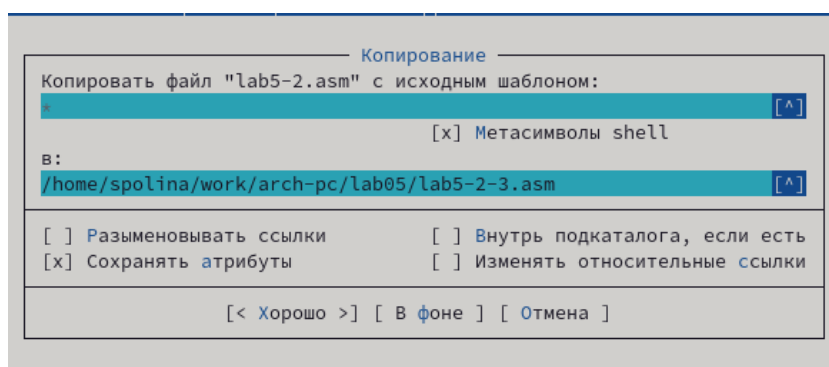 Копирование
Копировать файл "lab5-2.asm" с исходным шаблоном:
* [^]
[x] Метасимволы shell
в:
/home/spolina/work/arch-pc/lab05/lab5-2-3.asm [^]
[ ] Разыменовывать ссылки [ ] Внутрь подкаталога, если есть
[x] Сохранять атрибуты [ ] Изменять относительные ссылки
[< Хорошо >] [ В фоне ] [ Отмена ]